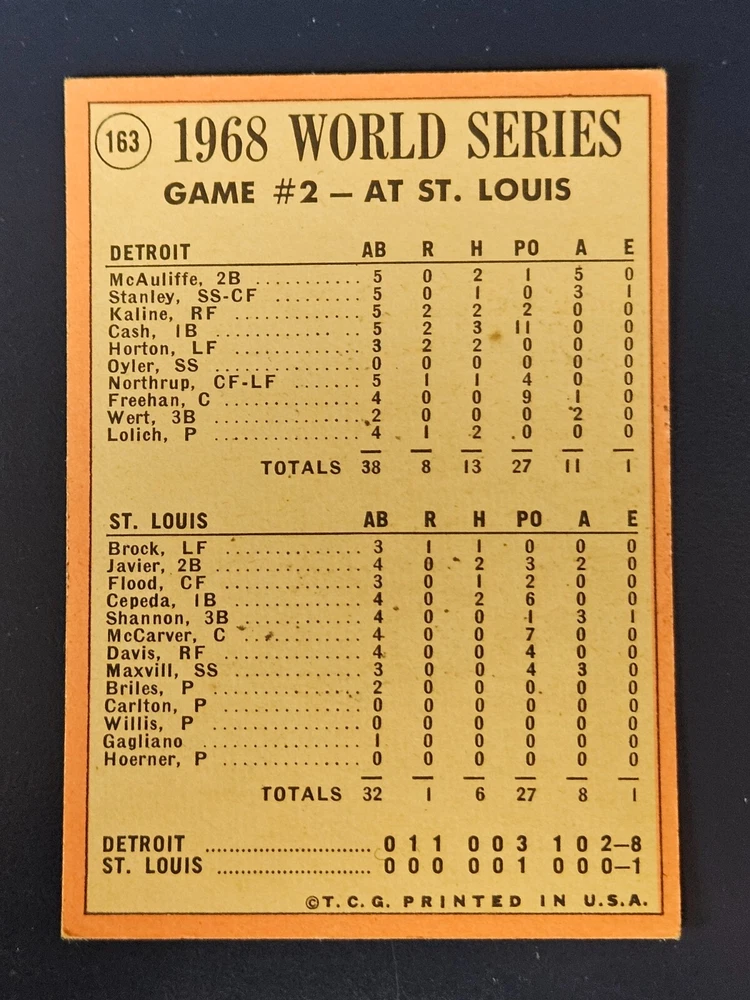 163 1968 WORLD SERIES
GAME #2 – AT ST. LOUIS
DETROIT AB R H PO A E
McAuliffe, 2B ............ 5 0 2 1 5 0
Stanley, SS-CF ......... 5 0 1 0 3 1
Kaline, RF ............... 5 2 2 2 0 0
Cash, 1B ............. .. 5 2 3 11 0 0
Horton, LF ............. 3 2 2 0 0 0
Oyler, SS ............... 0 0 0 0 0 0
Northrup, CF-LF ........ 5 1 1 4 0 0
Freehan, C ............. 4 0 0 9 1 0
Wert, 3B ................ 2 0 0 0 2 0
Lolich, P ............... 4 1 2 0 0 0
TOTALS 38 8 13 27 11 1
ST. LOUIS AB R H PO A E
Brock, LF .............. 3 1 1 0 0 0
Javier, 2B .............. 4 0 2 3 2 0
Flood, CF .............. 3 0 1 2 0 0
Cepeda, 1B ............. 4 0 2 6 0 0
Shannon, 3B ............ 4 0 0 1 3 1
McCarver, C ............ 4 0 0 7 0 0
Davis, RF ............... 4 0 0 4 0 0
Maxvill, SS ............. 3 0 0 4 3 0
Briles, P ................ 2 0 0 0 0 0
Carlton, P .............. 0 0 0 0 0 0
Willis, P ............... 0 0 0 0 0 0
Gagliano ................ 1 0 0 0 0 0
Hoerner, P ............. 0 0 0 0 0 0
TOTALS 32 1 6 27 8 1
DETROIT ............................ 0 1 1 0 0 3 1 0 2–8
ST. LOUIS .......................... 0 0 0 0 0 1 0 0 0–1
©T.C.G. PRINTED IN U.S.A.